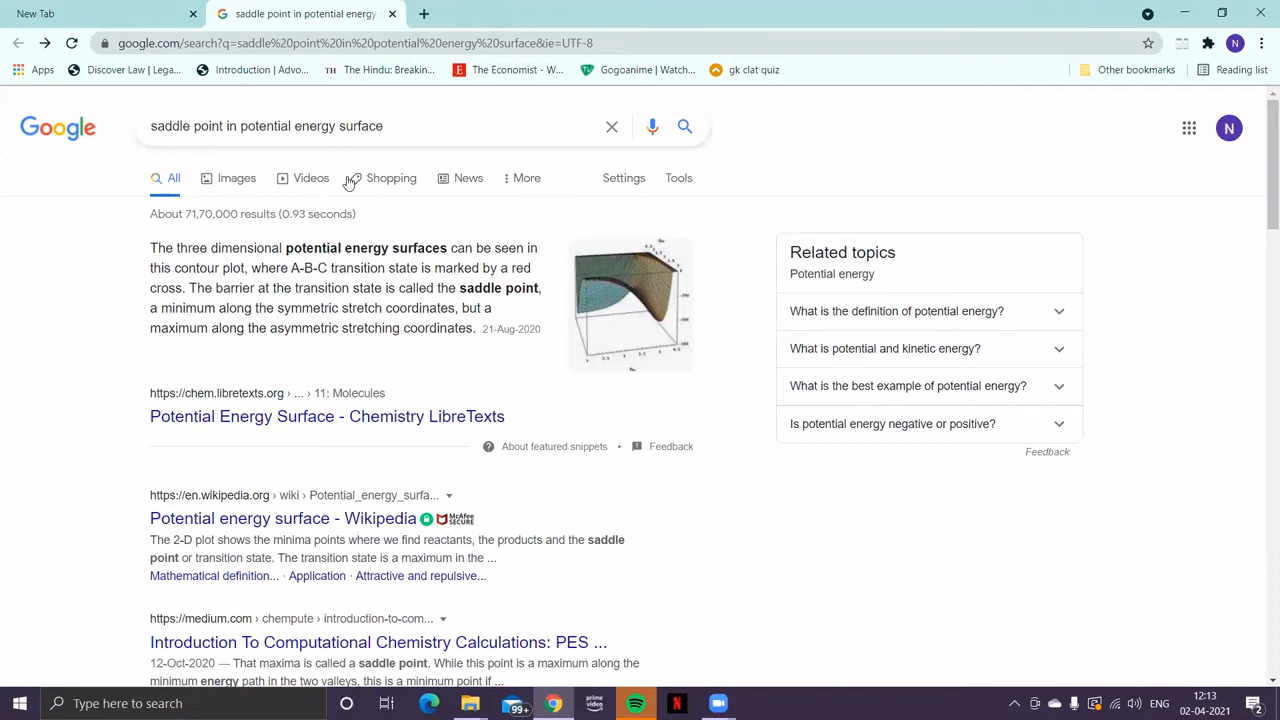 New Tab
saddle point in potential energy
google.com/search?q=saddle%20point%20in%20potential%20energy%20surface&ie=UTF-8
N
Apps
Discover Law | Lega...
Introduction | Advo...
TH The Hindu: Breakin...
E The Economist - W...
Gogoanime | Watch...
gk clat quiz
Other bookmarks
Reading list
Google
saddle point in potential energy surface
N
All
Images
Videos
Shopping
News
More
Settings
Tools
About 71,70,000 results (0.93 seconds)
The three dimensional potential energy surfaces can be seen in
this contour plot, where A-B-C transition state is marked by a red
cross. The barrier at the transition state is called the saddle point,
a minimum along the symmetric stretch coordinates, but a
maximum along the asymmetric stretching coordinates. 21-Aug-2020
https://chem.libretexts.org › ... › 11: Molecules
Potential Energy Surface - Chemistry LibreTexts
About featured snippets • Feedback
https://en.wikipedia.org › wiki › Potential_energy_surfa...
Potential energy surface - Wikipedia McAfee SECURE
The 2-D plot shows the minima points where we find reactants, the products and the saddle
point or transition state. The transition state is a maximum in the ...
Mathematical definition... · Application · Attractive and repulsive...
https://medium.com › chempute › introduction-to-com...
Introduction To Computational Chemistry Calculations: PES ...
12-Oct-2020 — That maxima is called a saddle point. While this point is a maximum along the
minimum energy path in the two valleys, this is a minimum point if ...
Related topics
Potential energy
What is the definition of potential energy?
What is potential and kinetic energy?
What is the best example of potential energy?
Is potential energy negative or positive?
Feedback
Type here to search
99+
prime video
N
ENG
12:13
02-04-2021
2